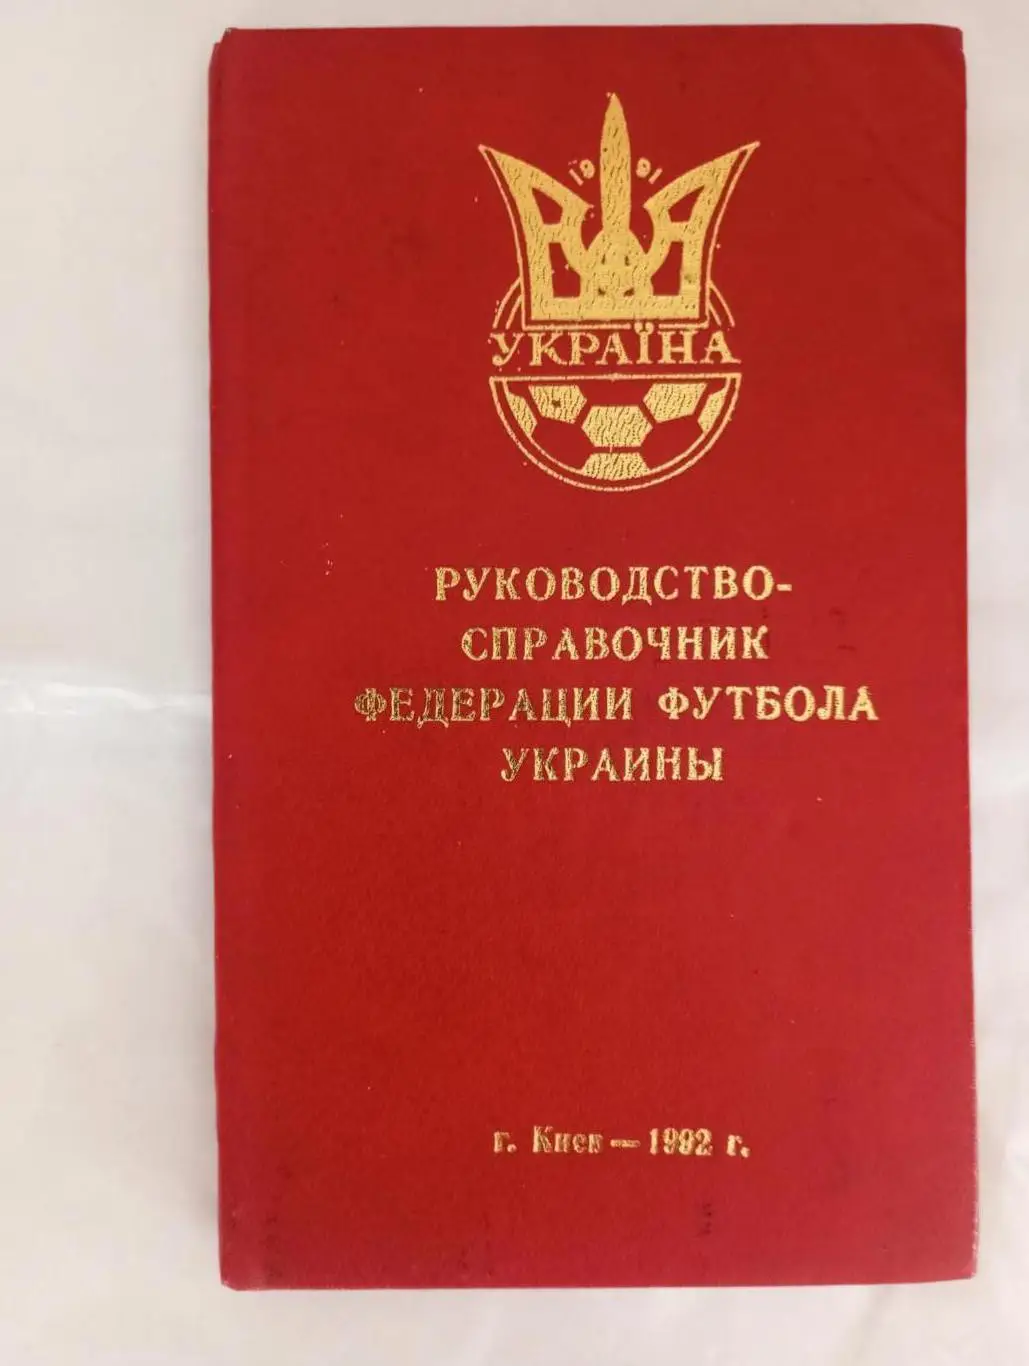 1991
УКРАЇНА
РУКОВОДСТВО-
СПРАВОЧНИК
ФЕДЕРАЦИИ ФУТБОЛА
УКРАИНЫ
г. Киев — 1992 г.